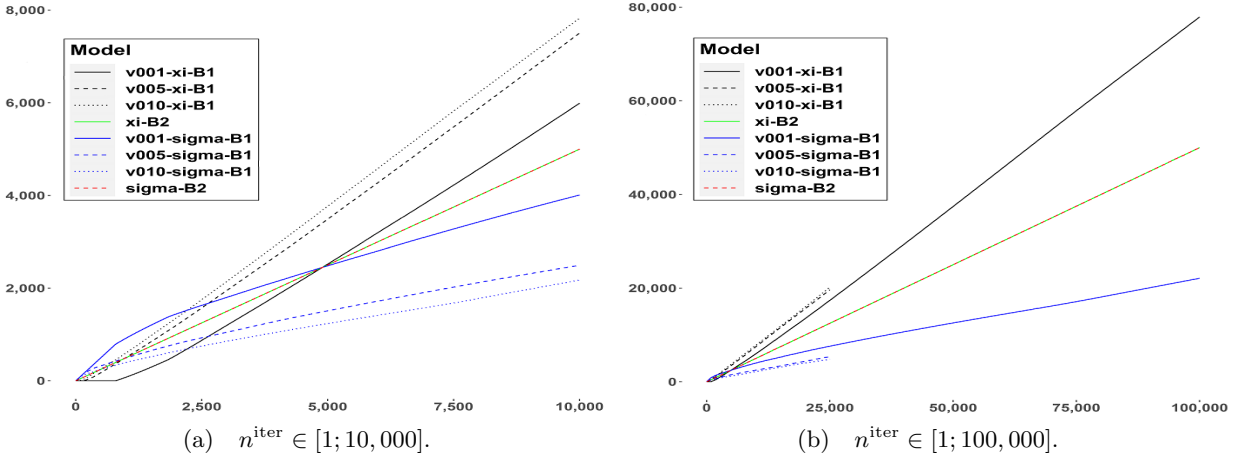 8,000
6,000
4,000
2,000
0
Model
v001-xi-B1
v005-xi-B1
v010-xi-B1
xi-B2
v001-sigma-B1
v005-sigma-B1
v010-sigma-B1
sigma-B2
0 2,500 5,000 7,500 10,000
(a) n^iter ∈ [1; 10, 000].
80,000
60,000
40,000
20,000
0
Model
v001-xi-B1
v005-xi-B1
v010-xi-B1
xi-B2
v001-sigma-B1
v005-sigma-B1
v010-sigma-B1
sigma-B2
0 25,000 50,000 75,000 100,000
(b) n^iter ∈ [1; 100, 000].